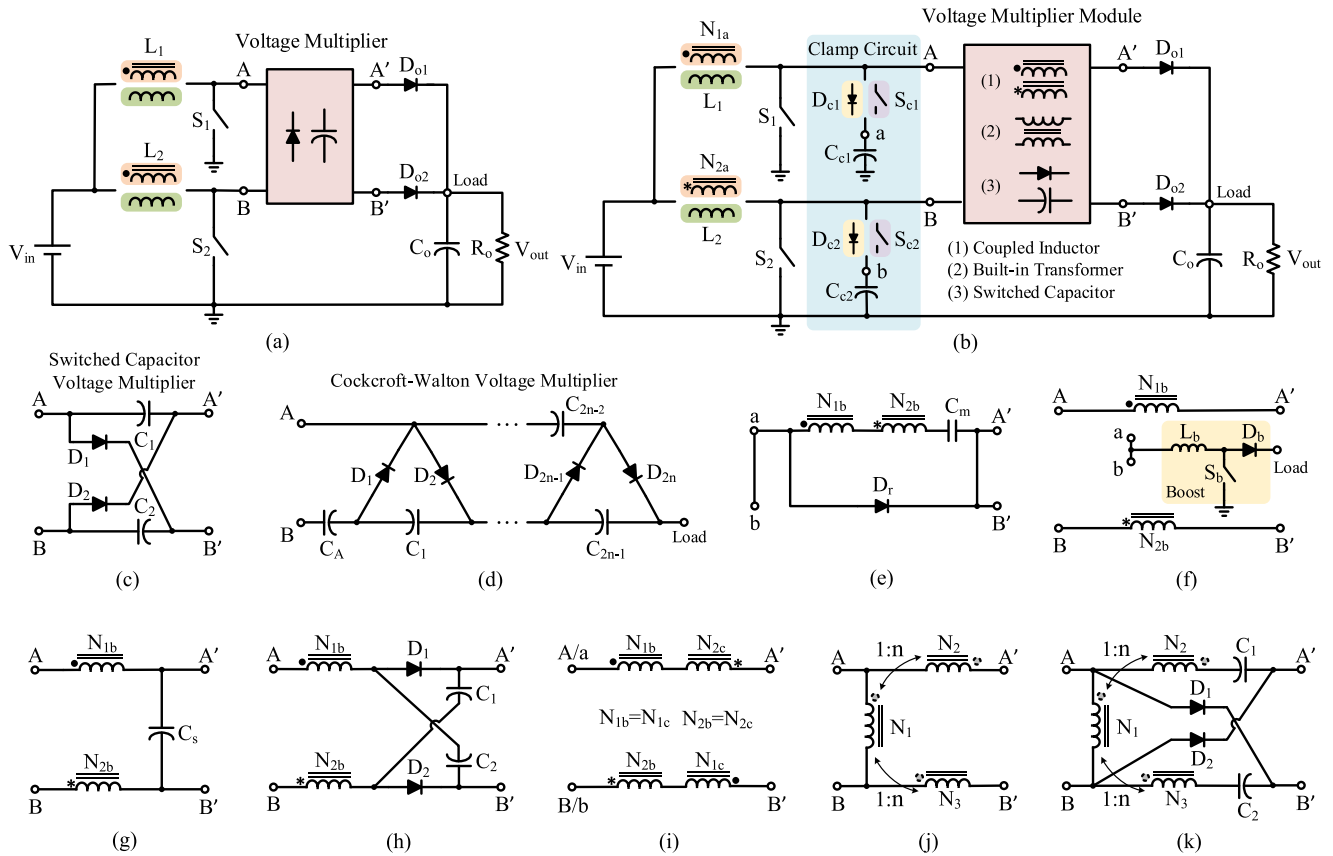 Voltage Multiplier
L1
A
A'
Do1
S1
L2
B
B'
Do2
Load
S2
Vin
Co
Ro
Vout
(a)
Voltage Multiplier Module
N1a
Clamp Circuit
A
A'
Do1
L1
S1
Dc1
Sc1
a
Cc1
(1)
(2)
(3)
N2a
L2
B
B'
Do2
Load
Dc2
Sc2
S2
b
Cc2
Vin
(1) Coupled Inductor
(2) Built-in Transformer
(3) Switched Capacitor
Co
Ro
Vout
(b)
Switched Capacitor
Voltage Multiplier
A
A'
C1
D1
D2
C2
B
B'
(c)
Cockcroft-Walton Voltage Multiplier
A
C2n-2
D1
D2
D2n-1
D2n
B
CA
C1
C2n-1
Load
(d)
N1b
N2b
Cm
a
A'
Dr
b
B'
(e)
N1b
A
A'
a
Lb
Db
b
Sb
Load
Boost
B
N2b
B'
(f)
A
N1b
A'
Cs
N2b
B
B'
(g)
A
N1b
D1
A'
C1
C2
N2b
D2
B
B'
(h)
A/a
N1b
N2c
A'
N1b=N1c N2b=N2c
N2b
N1c
B/b
B'
(i)
A
1:n
N2
A'
N1
B
1:n
N3
B'
(j)
A
1:n
N2
C1
A'
D1
N1
D2
B
1:n
N3
C2
B'
(k)